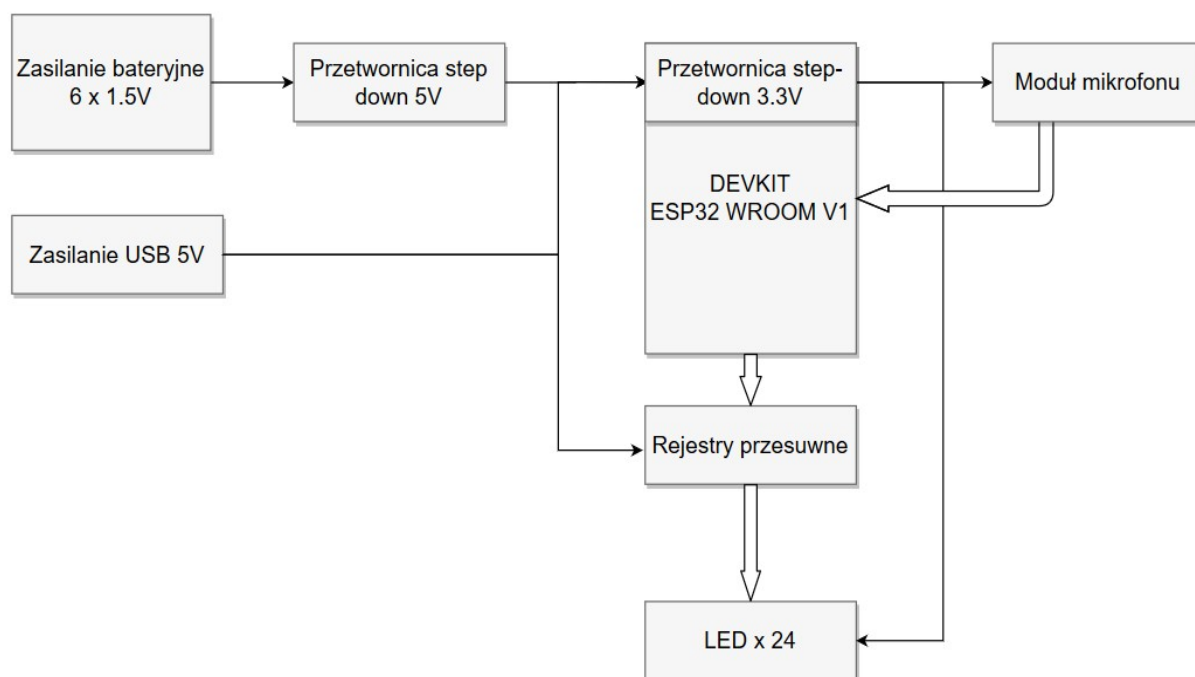 Zasilanie bateryjne
6 x 1.5V
Przetwornica step
down 5V
Przetwornica step-
down 3.3V
Moduł mikrofonu
DEVKIT
ESP32 WROOM V1
Zasilanie USB 5V
Rejestry przesuwne
LED x 24